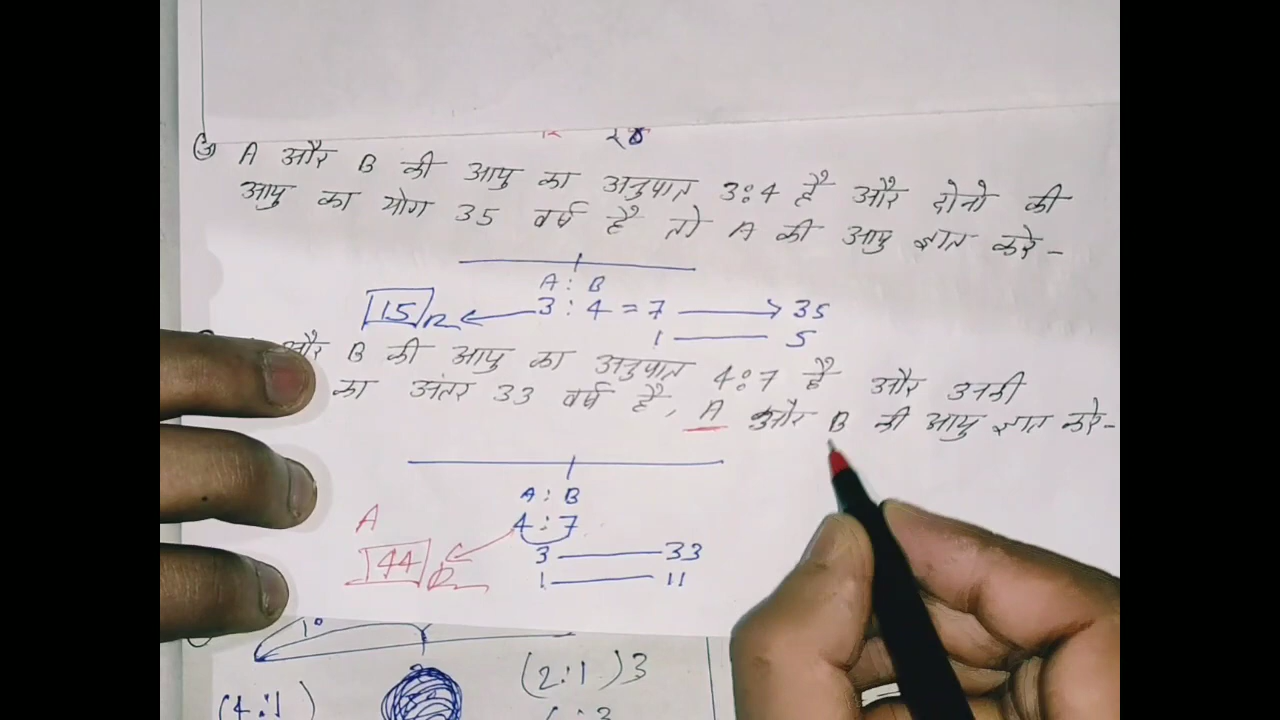 A और B की आयु का अनुपात 3:4 है और दोनो की
आयु का योग 35 वर्ष है तो A की आयु ज्ञात करे-
A : B
15 3 : 4 = 7 35
1 5
और B की आयु का अनुपात 4:7 है और उनकी
का अंतर 33 वर्ष है, A और B की आयु ज्ञात करे-
A : B
A 4 : 7
44 3 33
1 11
(2:1)3
(4:1)